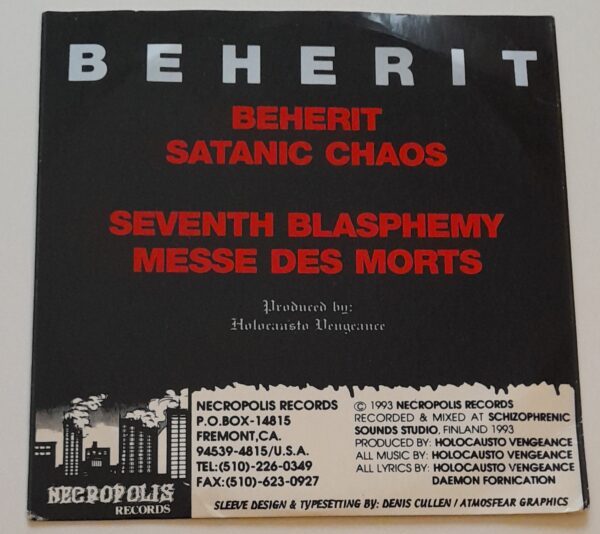 BEHERIT
BEHERIT
SATANIC CHAOS
SEVENTH BLASPHEMY
MESSE DES MORTS
Produced by:
Holocausto Vengeance
NECROPOLIS
RECORDS
NECROPOLIS RECORDS
P.O.BOX-14815
FREMONT,CA.
94539-4815/U.S.A.
TEL:(510)-226-0349
FAX:(510)-623-0927
© 1993 NECROPOLIS RECORDS
RECORDED & MIXED AT SCHIZOPHRENIC
SOUNDS STUDIO, FINLAND 1993
PRODUCED BY: HOLOCAUSTO VENGEANCE
ALL MUSIC BY: HOLOCAUSTO VENGEANCE
ALL LYRICS BY: HOLOCAUSTO VENGEANCE
DAEMON FORNICATION
SLEEVE DESIGN & TYPESETTING BY: DENIS CULLEN / ATMOSFEAR GRAPHICS